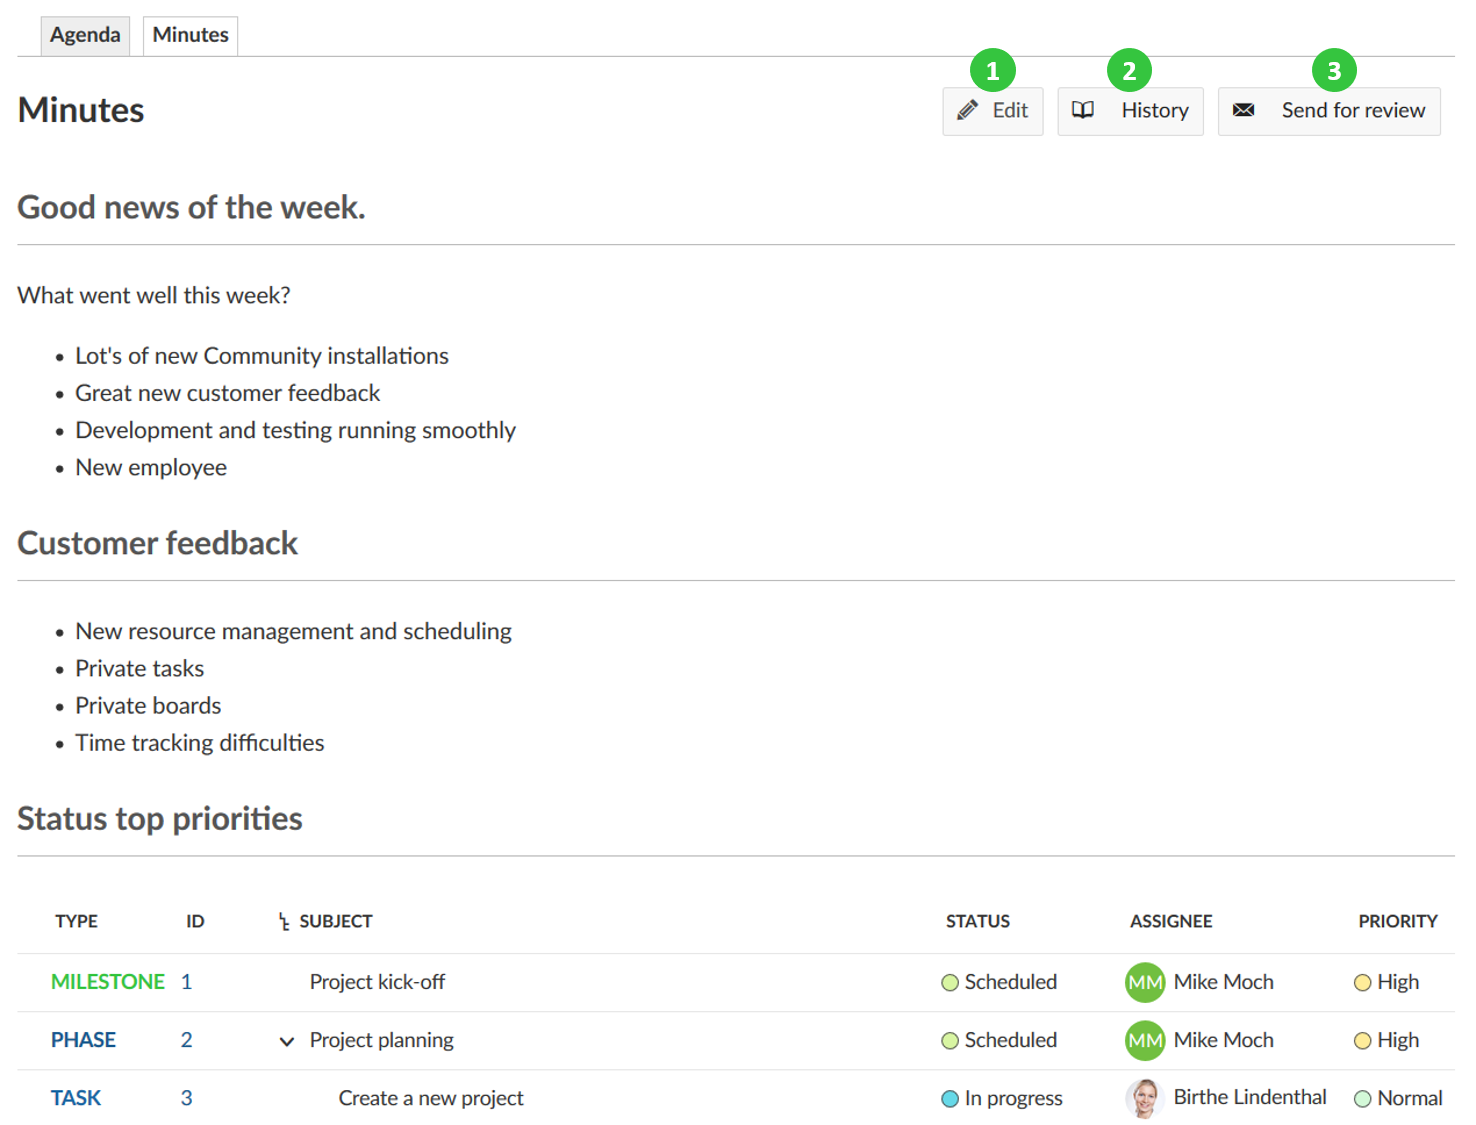 Agenda Minutes
1 2 3
Minutes Edit History Send for review
Good news of the week.
What went well this week?
• Lot's of new Community installations
• Great new customer feedback
• Development and testing running smoothly
• New employee
Customer feedback
• New resource management and scheduling
• Private tasks
• Private boards
• Time tracking difficulties
Status top priorities
TYPE ID SUBJECT STATUS ASSIGNEE PRIORITY
MILESTONE 1 Project kick-off Scheduled MM Mike Moch High
PHASE 2 Project planning Scheduled MM Mike Moch High
TASK 3 Create a new project In progress Birthe Lindenthal Normal